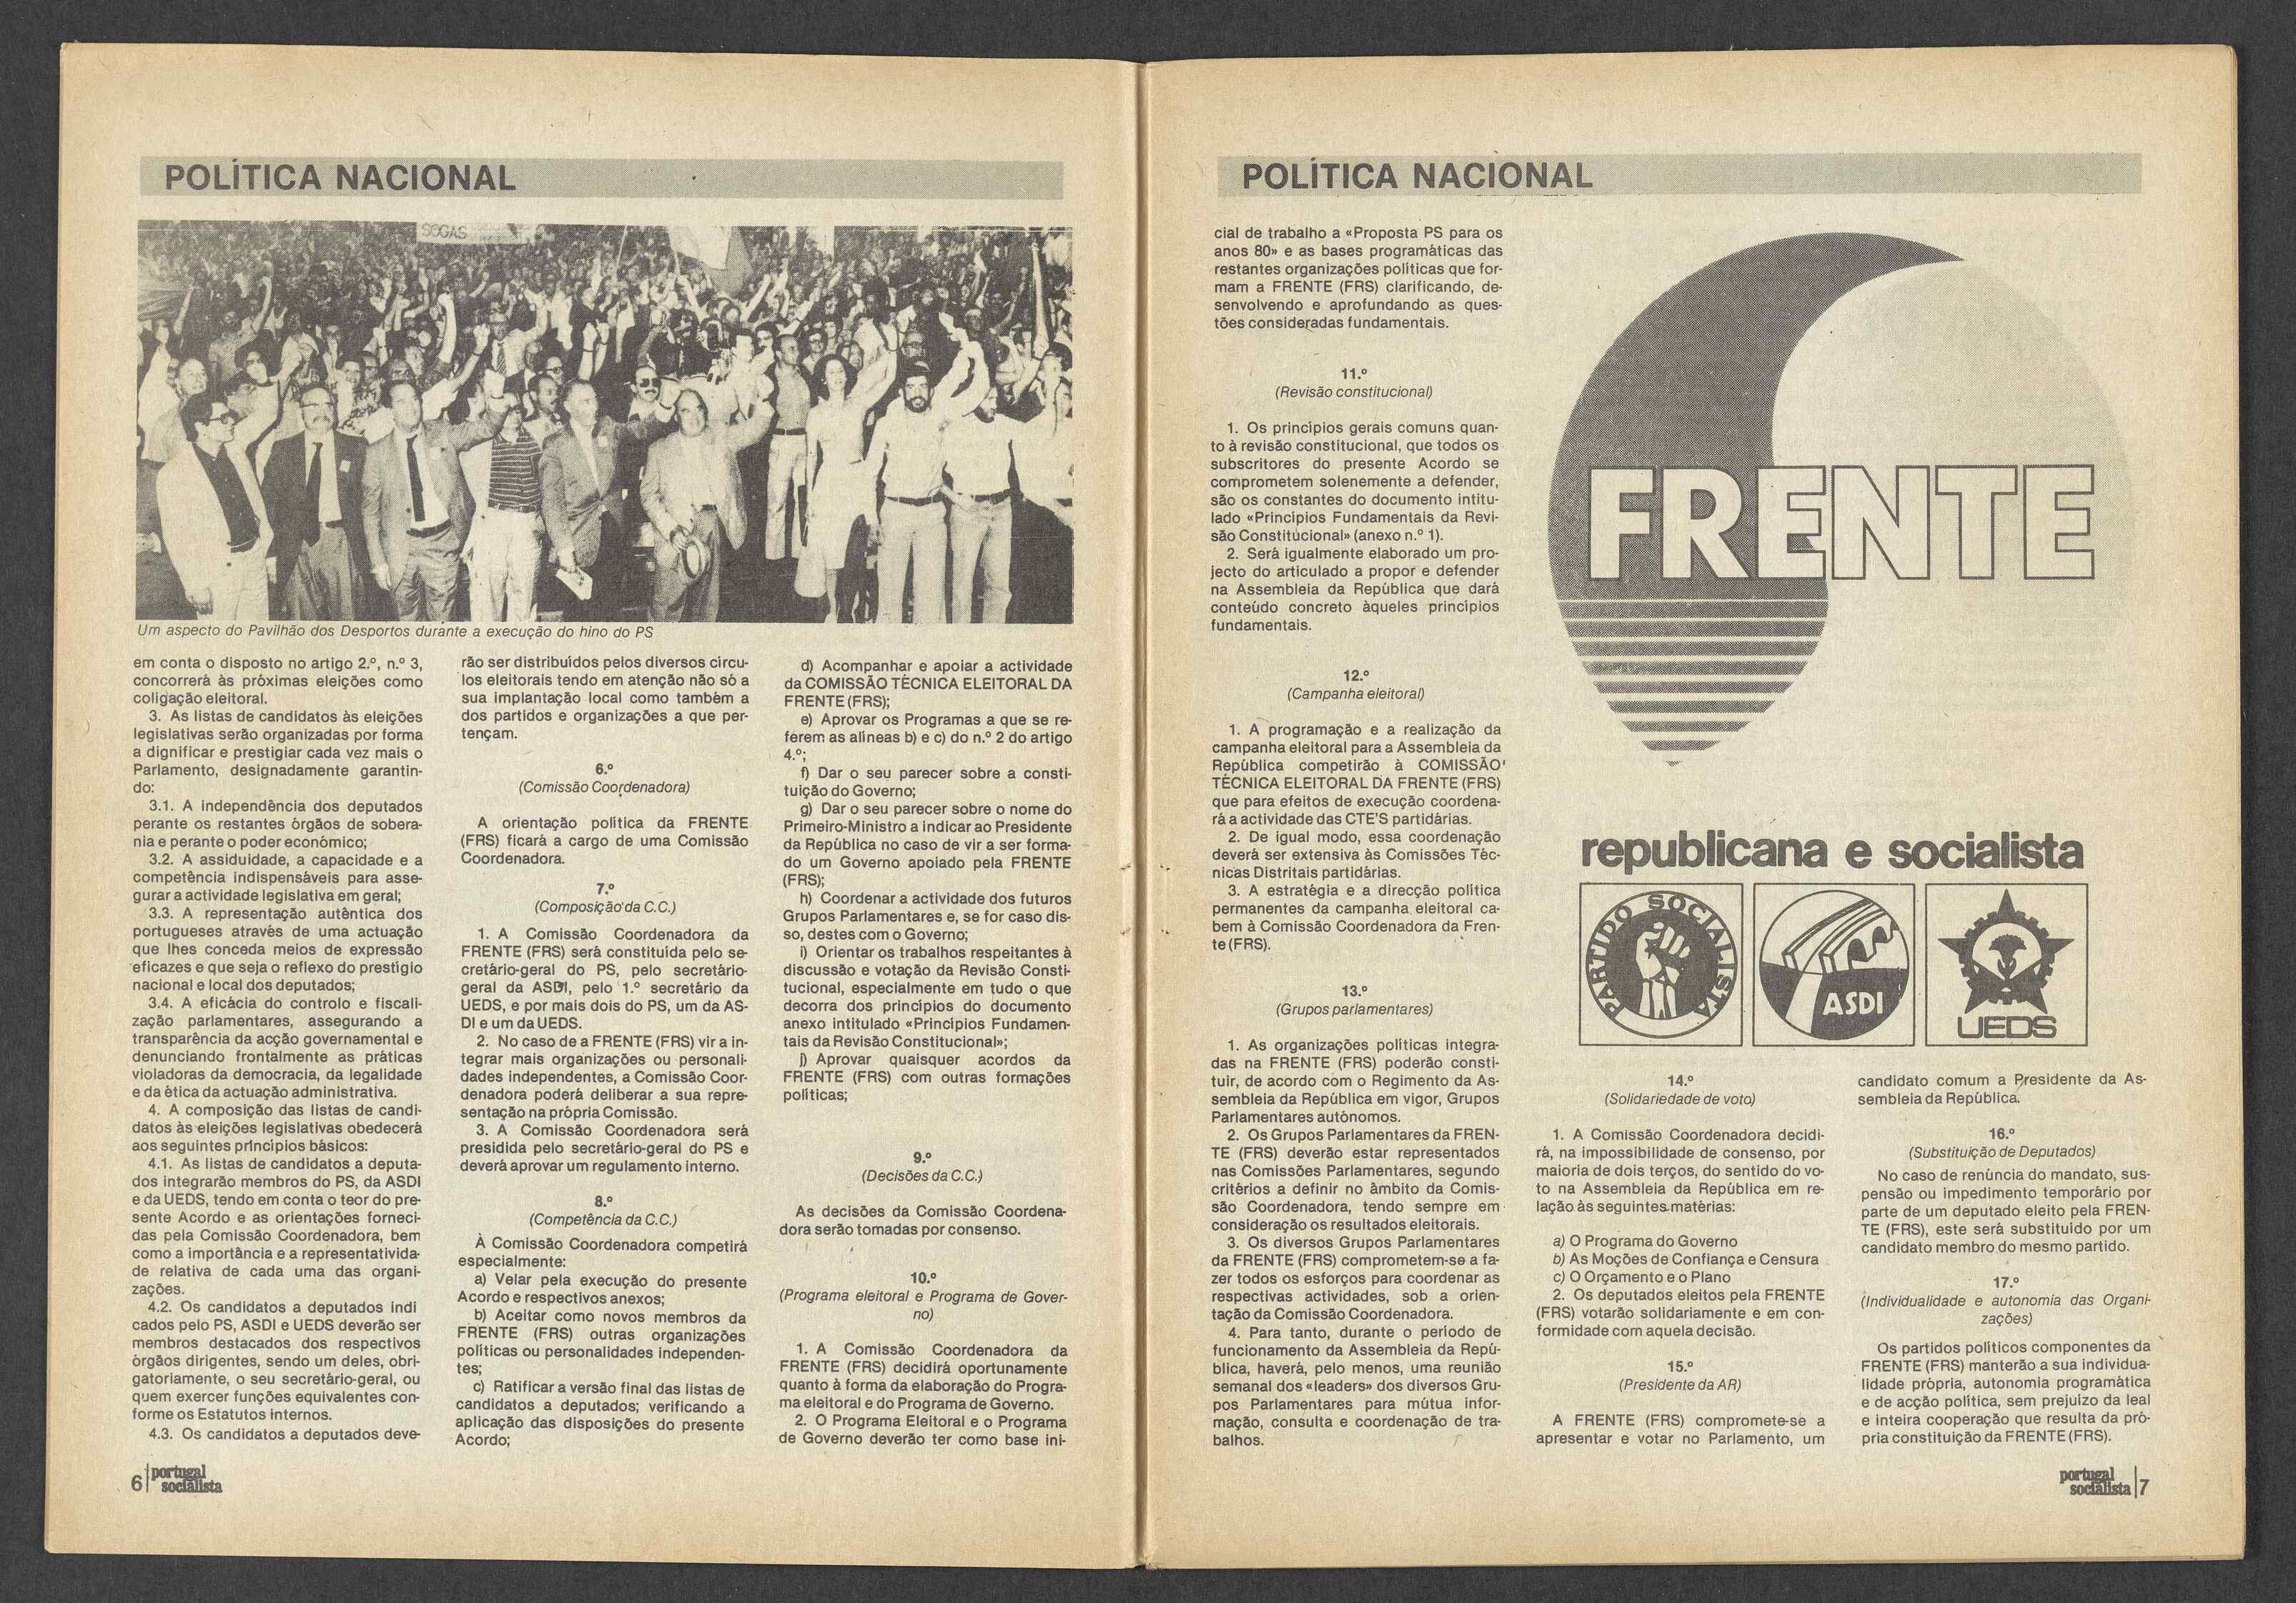 POLÍTICA NACIONAL
SOGAS
Um aspecto do Pavilhão dos Desportos durante a execução do hino do PS
em conta o disposto no artigo 2.º, n.º 3,
concorrerá às próximas eleições como
coligação eleitoral.
3. As listas de candidatos às eleições
legislativas serão organizadas por forma
a dignificar e prestigiar cada vez mais o
Parlamento, designadamente garantin-
do:
3.1. A independência dos deputados
perante os restantes órgãos de sobera-
nia e perante o poder económico;
3.2. A assiduidade, a capacidade e a
competência indispensáveis para asse-
gurar a actividade legislativa em geral;
3.3. A representação autêntica dos
portugueses através de uma actuação
que lhes conceda meios de expressão
eficazes e que seja o reflexo do prestígio
nacional e local dos deputados;
3.4. A eficácia do controlo e fiscali-
zação parlamentares, assegurando a
transparência da acção governamental e
denunciando frontalmente as práticas
violadoras da democracia, da legalidade
e da ética da actuação administrativa.
4. A composição das listas de candi-
datos às eleições legislativas obedecerá
aos seguintes princípios básicos:
4.1. As listas de candidatos a deputa-
dos integrarão membros do PS, da ASDI
e da UEDS, tendo em conta o teor do pre-
sente Acordo e as orientações forneci-
das pela Comissão Coordenadora, bem
como a importância e a representativida-
de relativa de cada uma das organi-
zações.
4.2. Os candidatos a deputados indi
cados pelo PS, ASDI e UEDS deverão ser
membros destacados dos respectivos
órgãos dirigentes, sendo um deles, obri-
gatoriamente, o seu secretário-geral, ou
quem exercer funções equivalentes con-
forme os Estatutos internos.
4.3. Os candidatos a deputados deve-
rão ser distribuídos pelos diversos círcu-
los eleitorais tendo em atenção não só a
sua implantação local como também a
dos partidos e organizações a que per-
tençam.
6.º
(Comissão Coordenadora)
A orientação política da FRENTE
(FRS) ficará a cargo de uma Comissão
Coordenadora.
7.º
(Composição da C.C.)
1. A Comissão Coordenadora da
FRENTE (FRS) será constituída pelo se-
cretário-geral do PS, pelo secretário-
geral da ASDI, pelo 1.º secretário da
UEDS, e por mais dois do PS, um da AS-
DI e um da UEDS.
2. No caso de a FRENTE (FRS) vir a in-
tegrar mais organizações ou personali-
dades independentes, a Comissão Coor-
denadora poderá deliberar a sua repre-
sentação na própria Comissão.
3. A Comissão Coordenadora será
presidida pelo secretário-geral do PS e
deverá aprovar um regulamento interno.
8.º
(Competência da C.C.)
À Comissão Coordenadora competirá
especialmente:
a) Velar pela execução do presente
Acordo e respectivos anexos;
b) Aceitar como novos membros da
FRENTE (FRS) outras organizações
políticas ou personalidades independen-
tes;
c) Ratificar a versão final das listas de
candidatos a deputados; verificando a
aplicação das disposições do presente
Acordo;
d) Acompanhar e apoiar a actividade
da COMISSÃO TÉCNICA ELEITORAL DA
FRENTE (FRS);
e) Aprovar os Programas a que se re-
ferem as alíneas b) e c) do n.º 2 do artigo
4.º;
f) Dar o seu parecer sobre a consti-
tuição do Governo;
g) Dar o seu parecer sobre o nome do
Primeiro-Ministro a indicar ao Presidente
da República no caso de vir a ser forma-
do um Governo apoiado pela FRENTE
(FRS);
h) Coordenar a actividade dos futuros
Grupos Parlamentares e, se for caso dis-
so, destes com o Governo;
i) Orientar os trabalhos respeitantes à
discussão e votação da Revisão Consti-
tucional, especialmente em tudo o que
decorra dos princípios do documento
anexo intitulado «Princípios Fundamen-
tais da Revisão Constitucional»;
j) Aprovar quaisquer acordos da
FRENTE (FRS) com outras formações
políticas;
9.º
(Decisões da C.C.)
As decisões da Comissão Coordena-
dora serão tomadas por consenso.
10.º
(Programa eleitoral e Programa de Gover-
no)
1. A Comissão Coordenadora da
FRENTE (FRS) decidirá oportunamente
quanto à forma da elaboração do Progra-
ma eleitoral e do Programa de Governo.
2. O Programa Eleitoral e o Programa
de Governo deverão ter como base ini-
6 portugal
socialista
POLÍTICA NACIONAL
cial de trabalho a «Proposta PS para os
anos 80» e as bases programáticas das
restantes organizações políticas que for-
mam a FRENTE (FRS) clarificando, de-
senvolvendo e aprofundando as ques-
tões consideradas fundamentais.
11.º
(Revisão constitucional)
1. Os princípios gerais comuns quan-
to à revisão constitucional, que todos os
subscritores do presente Acordo se
comprometem solenemente a defender,
são os constantes do documento intitu-
lado «Princípios Fundamentais da Revi-
são Constitucional» (anexo n.º 1).
2. Será igualmente elaborado um pro-
jecto do articulado a propor e defender
na Assembleia da República que dará
conteúdo concreto àqueles princípios
fundamentais.
12.º
(Campanha eleitoral)
1. A programação e a realização da
campanha eleitoral para a Assembleia da
República competirão à COMISSÃO
TÉCNICA ELEITORAL DA FRENTE (FRS)
que para efeitos de execução coordena-
rá a actividade das CTE'S partidárias.
2. De igual modo, essa coordenação
deverá ser extensiva às Comissões Téc-
nicas Distritais partidárias.
3. A estratégia e a direcção política
permanentes da campanha eleitoral ca-
bem à Comissão Coordenadora da Fren-
te (FRS).
13.º
(Grupos parlamentares)
1. As organizações políticas integra-
das na FRENTE (FRS) poderão consti-
tuir, de acordo com o Regimento da As-
sembleia da República em vigor, Grupos
Parlamentares autónomos.
2. Os Grupos Parlamentares da FREN-
TE (FRS) deverão estar representados
nas Comissões Parlamentares, segundo
critérios a definir no âmbito da Comis-
são Coordenadora, tendo sempre em
consideração os resultados eleitorais.
3. Os diversos Grupos Parlamentares
da FRENTE (FRS) comprometem-se a fa-
zer todos os esforços para coordenar as
respectivas actividades, sob a orien-
tação da Comissão Coordenadora.
4. Para tanto, durante o período de
funcionamento da Assembleia da Repú-
blica, haverá, pelo menos, uma reunião
semanal dos «leaders» dos diversos Gru-
pos Parlamentares para mútua infor-
mação, consulta e coordenação de tra-
balhos.
FRENTE
republicana e socialista
PARTIDO SOCIALISTA
ASDI
UEDS
14.º
(Solidariedade de voto)
1. A Comissão Coordenadora decidi-
rá, na impossibilidade de consenso, por
maioria de dois terços, do sentido do vo-
to na Assembleia da República em re-
lação às seguintes matérias:
a) O Programa do Governo
b) As Moções de Confiança e Censura
c) O Orçamento e o Plano
2. Os deputados eleitos pela FRENTE
(FRS) votarão solidariamente e em con-
formidade com aquela decisão.
15.º
(Presidente da AR)
A FRENTE (FRS) compromete-se a
apresentar e votar no Parlamento, um
candidato comum a Presidente da As-
sembleia da República.
16.º
(Substituição de Deputados)
No caso de renúncia do mandato, sus-
pensão ou impedimento temporário por
parte de um deputado eleito pela FREN-
TE (FRS), este será substituído por um
candidato membro do mesmo partido.
17.º
(Individualidade e autonomia das Organi-
zações)
Os partidos políticos componentes da
FRENTE (FRS) manterão a sua individua-
lidade própria, autonomia programática
e de acção política, sem prejuízo da leal
e inteira cooperação que resulta da pró-
pria constituição da FRENTE (FRS).
portugal
socialista 7